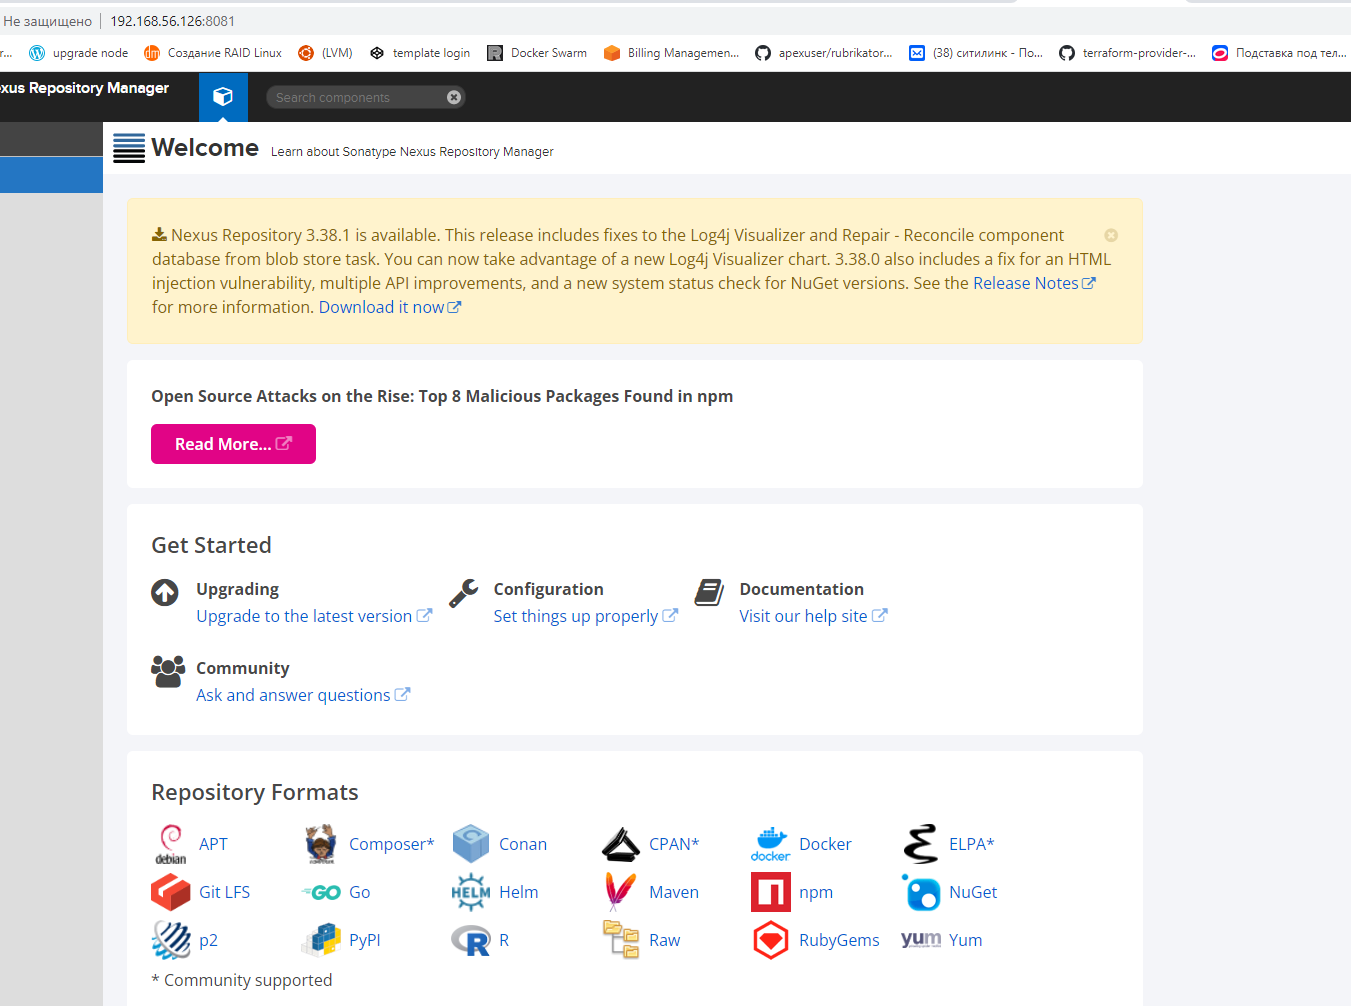 Не защищено | 192.168.56.126:8081
r... upgrade node Создание RAID Linux (LVM) template login Docker Swarm Billing Managemen... apexuser/rubrikator... (38) ситилинк - По... terraform-provider-... Подставка под тел...
exus Repository Manager Search components
Welcome Learn about Sonatype Nexus Repository Manager
Nexus Repository 3.38.1 is available. This release includes fixes to the Log4j Visualizer and Repair - Reconcile component
database from blob store task. You can now take advantage of a new Log4j Visualizer chart. 3.38.0 also includes a fix for an HTML
injection vulnerability, multiple API improvements, and a new system status check for NuGet versions. See the Release Notes
for more information. Download it now
Open Source Attacks on the Rise: Top 8 Malicious Packages Found in npm
Read More...
Get Started
Upgrading Configuration Documentation
Upgrade to the latest version Set things up properly Visit our help site
Community
Ask and answer questions
Repository Formats
debian APT Composer* Conan CPAN* docker Docker ELPA*
Git LFS GO Go HELM Helm Maven npm NuGet
p2 PyPI R R Raw RubyGems yum Yum
* Community supported